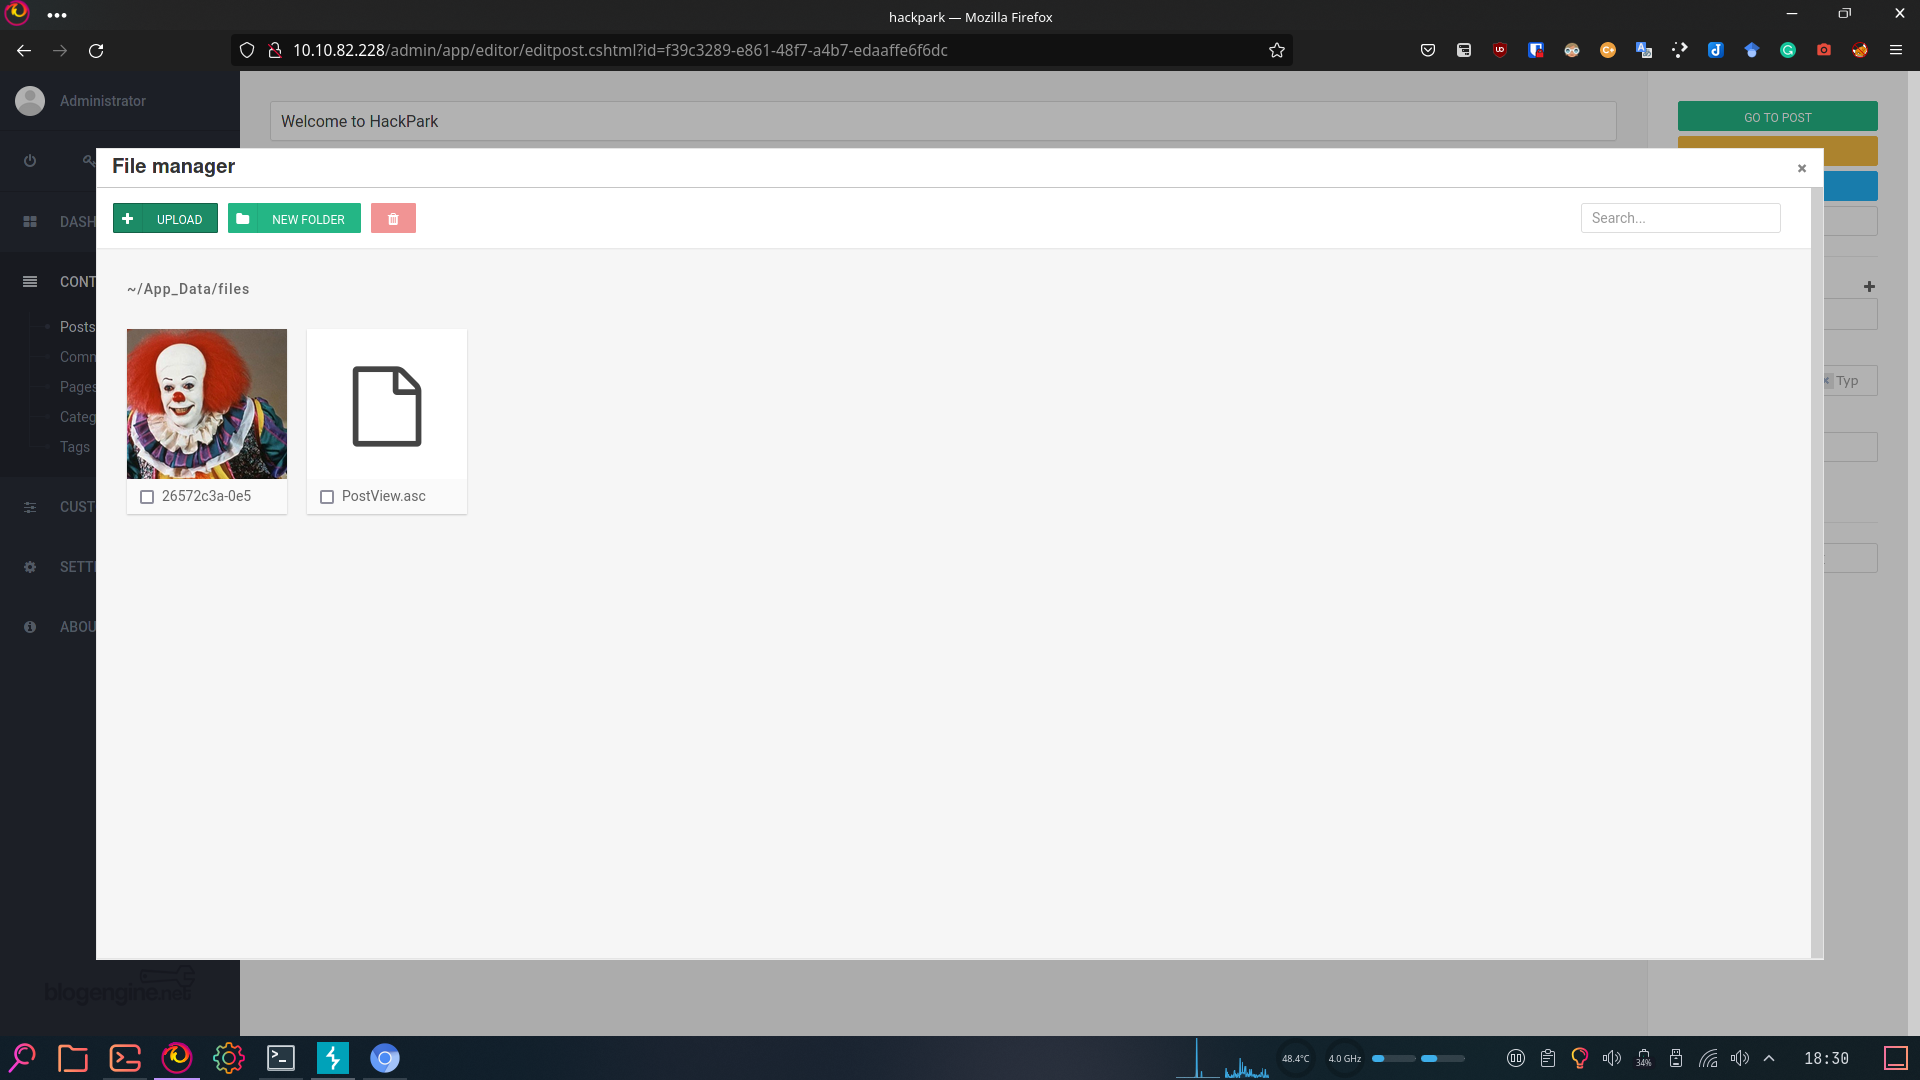 hackpark — Mozilla Firefox
10.10.82.228/admin/app/editor/editpost.cshtml?id=f39c3289-e861-48f7-a4b7-edaaffe6f6dc
Administrator
Welcome to HackPark
GO TO POST
File manager
×
UPLOAD
NEW FOLDER
Search...
DASH
CONT
Posts
Comm
Pages
Categ
Tags
CUST
SETTI
ABOU
~/App_Data/files
26572c3a-0e5
PostView.asc
Typ
blogengine.net
48.4°C
4.0 GHz
34%
18:30